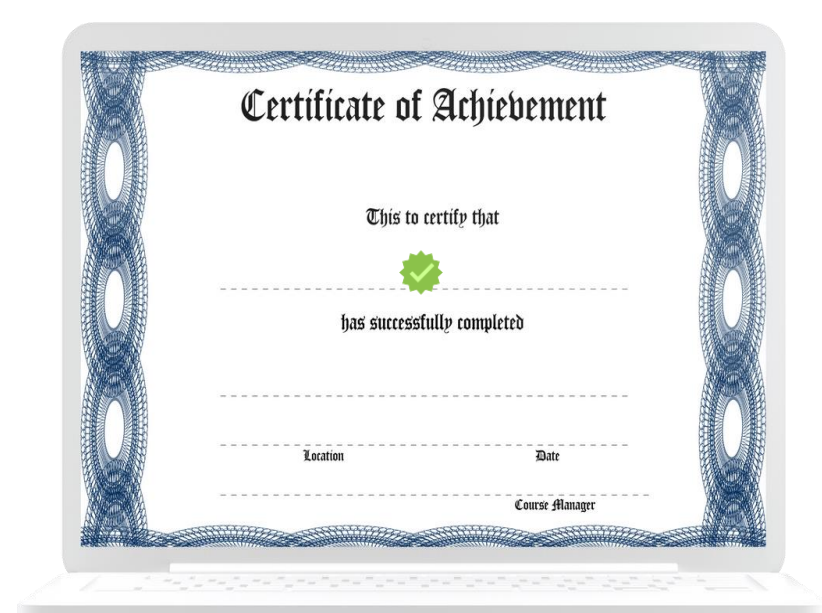 Certificate of Achievement
This to certify that
has successfully completed
Location Date
Course Manager